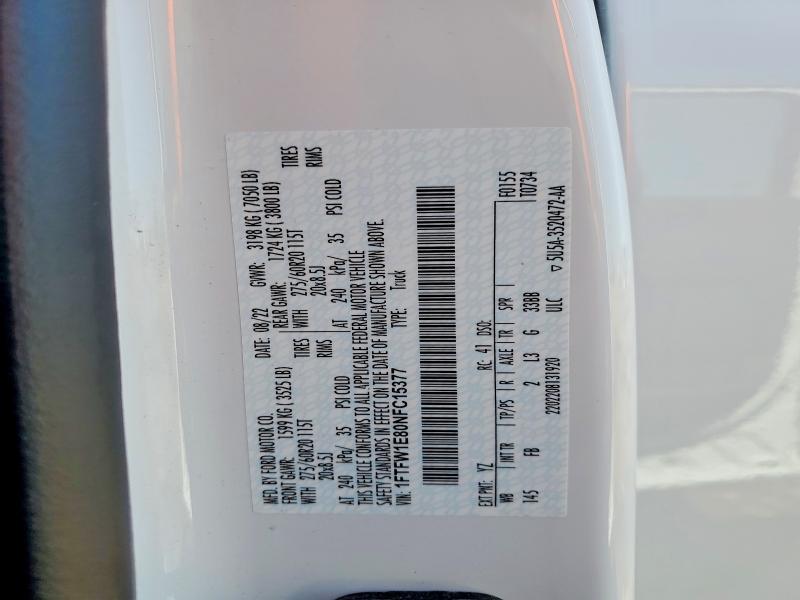 MFD. BY FORD MOTOR CO.
DATE: 08/22 GVWR: 3198 KG ( 7050 LB)
FRONT GAWR: 1599 KG ( 3525 LB) REAR GAWR: 1724 KG ( 3800 LB)
WITH 275/60R20 115T TIRES WITH 275/60R20 115T TIRES
20x8.5J RIMS 20x8.5J RIMS
AT 240 kPa/ 35 PSI COLD AT 240 kPa/ 35 PSI COLD
THIS VEHICLE CONFORMS TO ALL APPLICABLE FEDERAL MOTOR VEHICLE
SAFETY STANDARDS IN EFFECT ON THE DATE OF MANUFACTURE SHOWN ABOVE.
VIN: 1FTFW1E80NFC15377 TYPE: Truck
EXT PNT: YZ RC: 41 DSO: F0155
WB INT TR TP/PS R AXLE TR SPR T0734
145 FB 2 L3 G 33BB
2202208131920 ULC 5U5A-3520472-AA